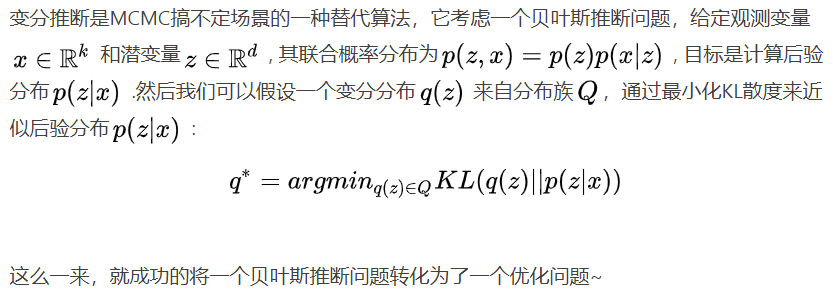 变分推断是MCMC搞不定场景的一种替代算法，它考虑一个贝叶斯推断问题，给定观测变量
x ∈ ℝᵏ 和潜变量 z ∈ ℝᵈ , 其联合概率分布为 p(z, x) = p(z)p(x|z) , 目标是计算后验
分布 p(z|x) .然后我们可以假设一个变分分布 q(z) 来自分布族 Q ，通过最小化KL散度来近
似后验分布 p(z|x) ：
q* = argmin_{q(z)∈Q} KL(q(z)||p(z|x))
这么一来，就成功的将一个贝叶斯推断问题转化为了一个优化问题~